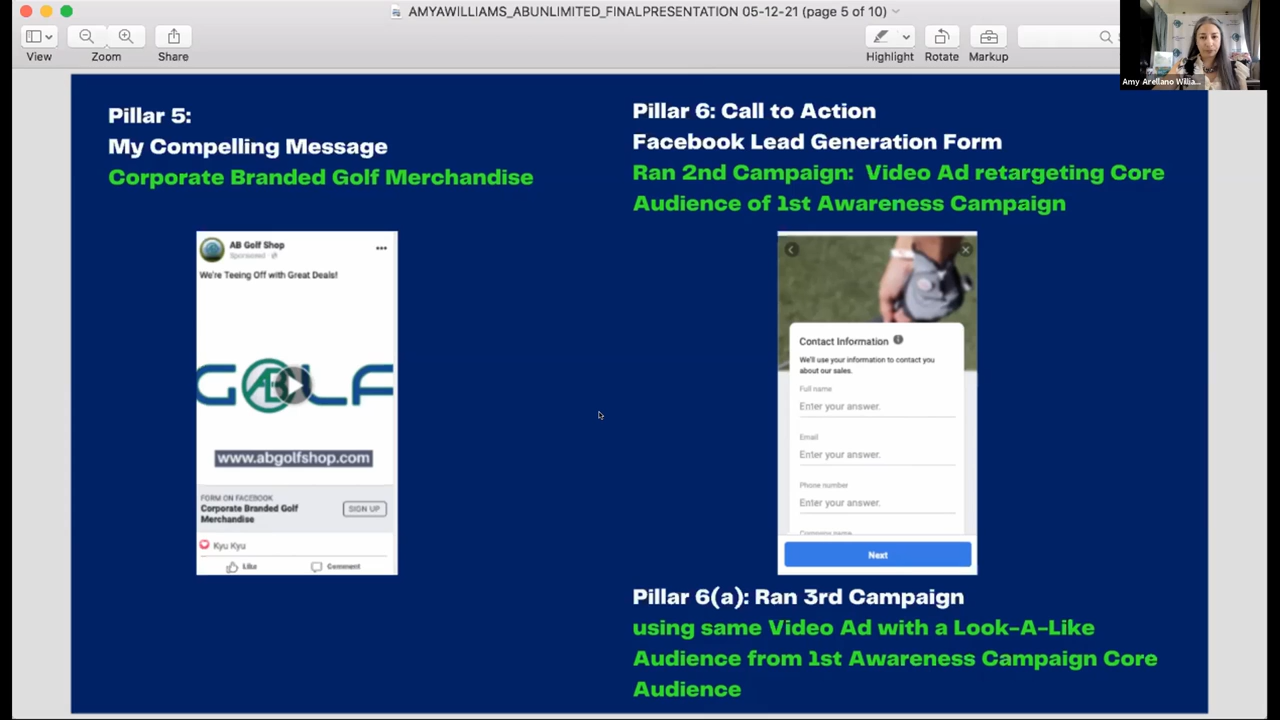 AMYAWILLIAMS_ABUNLIMITED_FINALPRESENTATION 05-12-21 (page 5 of 10)
View
Zoom
Share
Highlight
Rotate
Markup
Amy Arellano Willia...
Pillar 5:
My Compelling Message
Corporate Branded Golf Merchandise
AB Golf Shop
Sponsored
We're Teeing Off with Great Deals!
GOLF
AB
www.abgolfshop.com
FORM ON FACEBOOK
Corporate Branded Golf
Merchandise
SIGN UP
Kyu Kyu
Like
Comment
Pillar 6: Call to Action
Facebook Lead Generation Form
Ran 2nd Campaign: Video Ad retargeting Core
Audience of 1st Awareness Campaign
Contact Information
We'll use your information to contact you
about our sales.
Full name
Enter your answer.
Email
Enter your answer.
Phone number
Enter your answer.
Company name
Next
Pillar 6(a): Ran 3rd Campaign
using same Video Ad with a Look-A-Like
Audience from 1st Awareness Campaign Core
Audience